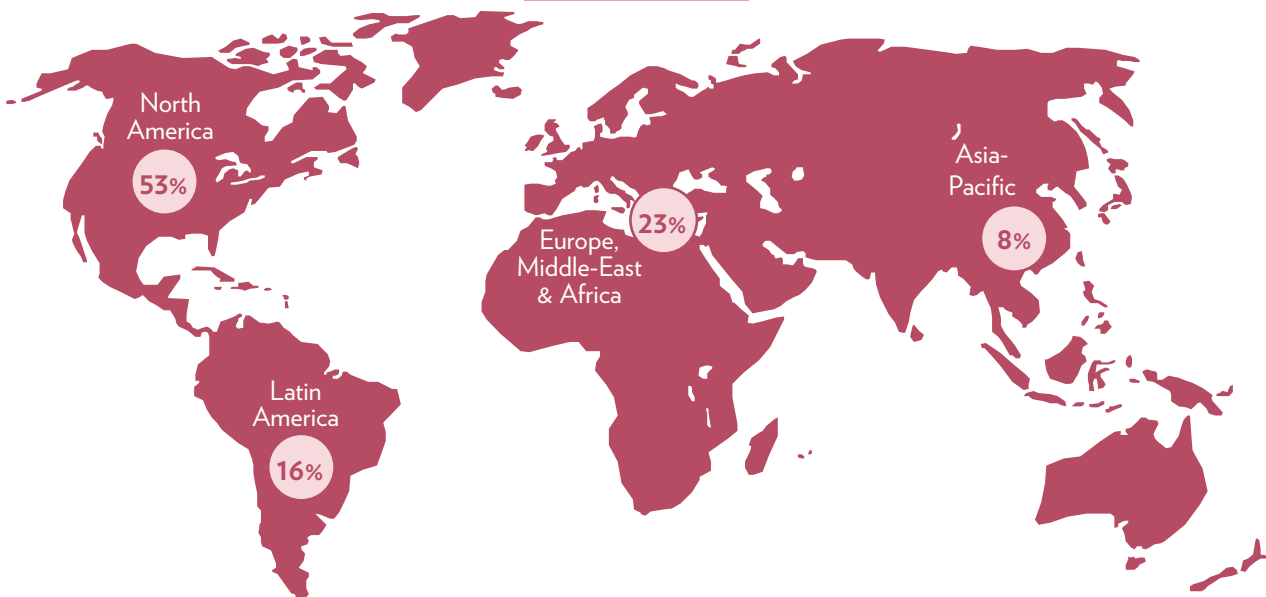 North
America
53%
Latin
America
16%
23%
Europe,
Middle-East
& Africa
Asia-
Pacific
8%